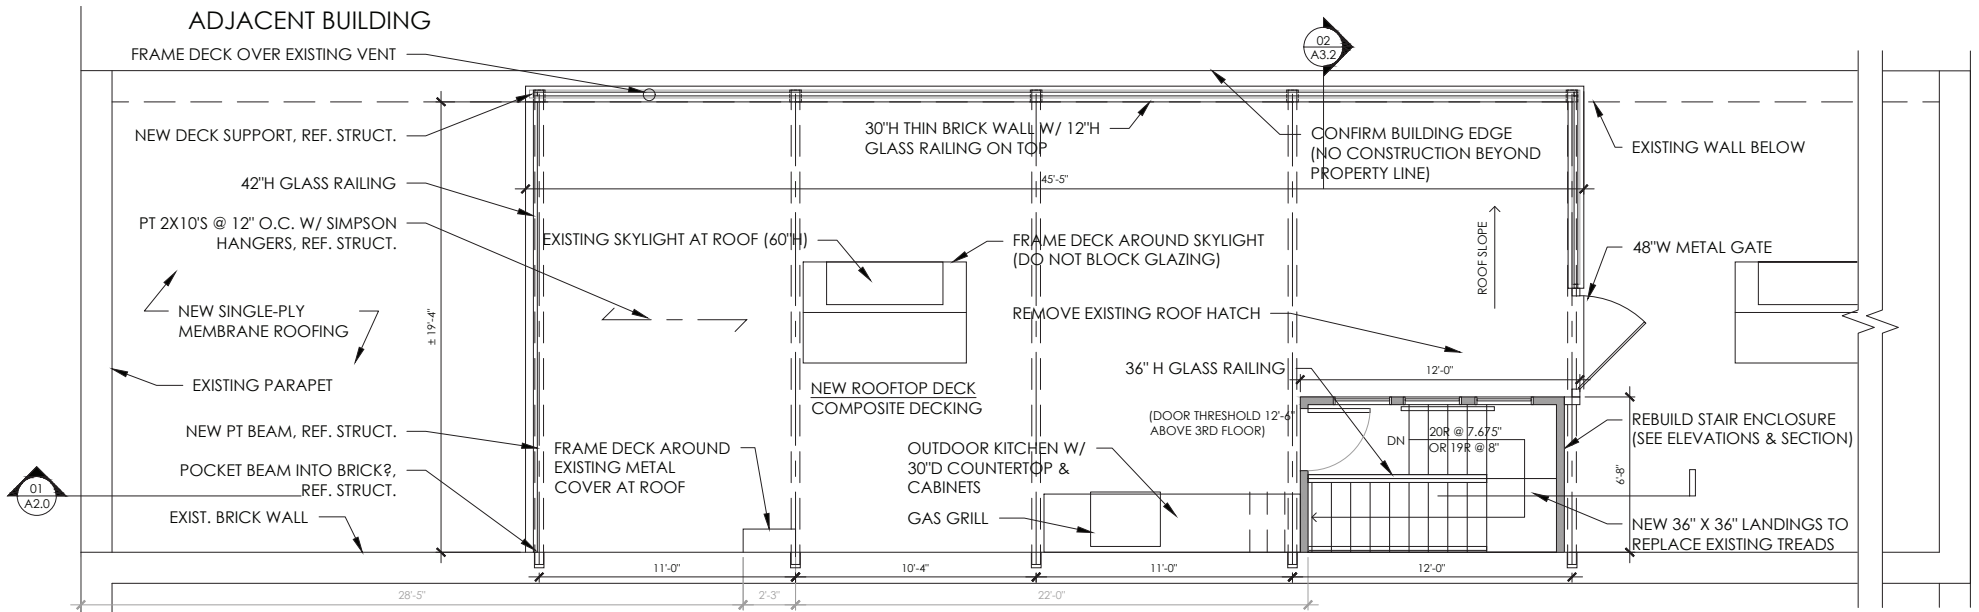 ADJACENT BUILDING
FRAME DECK OVER EXISTING VENT
02
A3.2
NEW DECK SUPPORT, REF. STRUCT.
30"H THIN BRICK WALL W/ 12"H
GLASS RAILING ON TOP
CONFIRM BUILDING EDGE
(NO CONSTRUCTION BEYOND
PROPERTY LINE)
EXISTING WALL BELOW
42"H GLASS RAILING
45'-5"
PT 2X10'S @ 12" O.C. W/ SIMPSON
HANGERS, REF. STRUCT.
EXISTING SKYLIGHT AT ROOF (60"H)
FRAME DECK AROUND SKYLIGHT
(DO NOT BLOCK GLAZING)
ROOF SLOPE
48"W METAL GATE
NEW SINGLE-PLY
MEMBRANE ROOFING
± 19'-4"
REMOVE EXISTING ROOF HATCH
EXISTING PARAPET
36" H GLASS RAILING
12'-0"
NEW ROOFTOP DECK
COMPOSITE DECKING
(DOOR THRESHOLD 12'-6"
ABOVE 3RD FLOOR)
NEW PT BEAM, REF. STRUCT.
FRAME DECK AROUND
EXISTING METAL
COVER AT ROOF
OUTDOOR KITCHEN W/
30"D COUNTERTOP &
CABINETS
DN
20R @ 7.675"
OR 19R @ 8"
REBUILD STAIR ENCLOSURE
(SEE ELEVATIONS & SECTION)
6'-8"
POCKET BEAM INTO BRICK?,
REF. STRUCT.
01
A2.0
EXIST. BRICK WALL
GAS GRILL
NEW 36" X 36" LANDINGS TO
REPLACE EXISTING TREADS
11'-0"
10'-4"
11'-0"
12'-0"
28'-5"
2'-3"
22'-0"